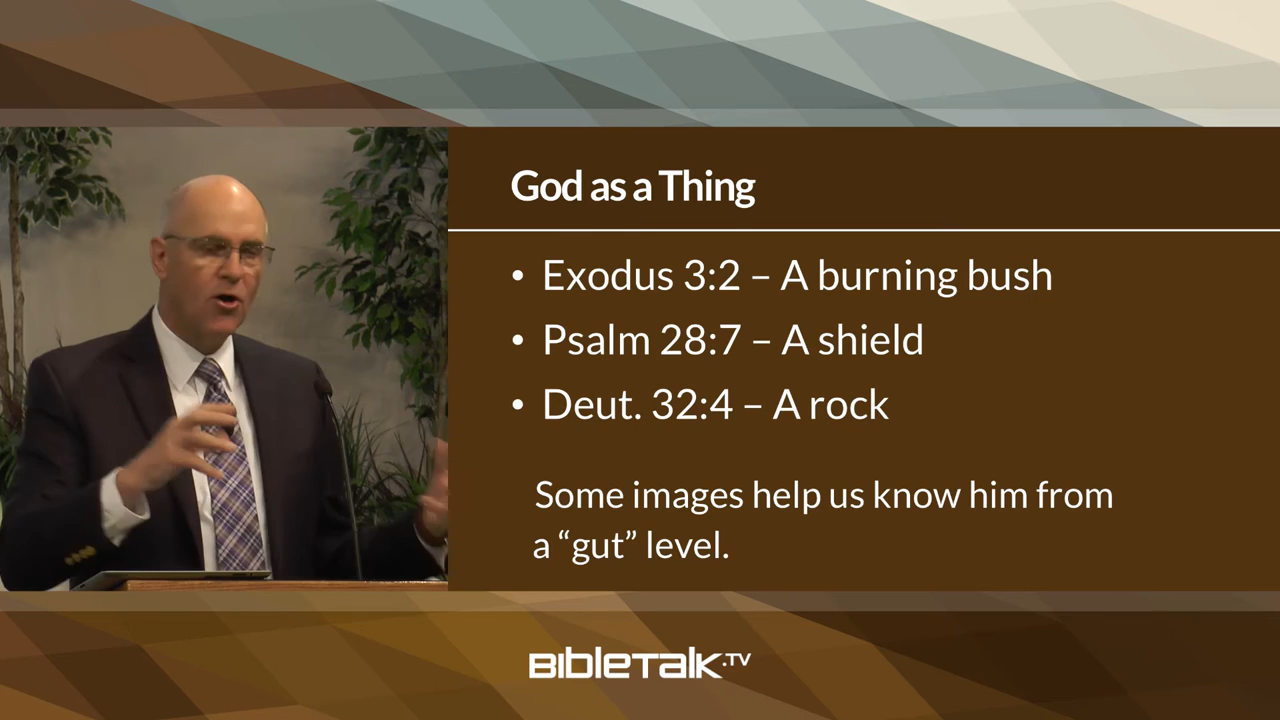 God as a Thing
• Exodus 3:2 – A burning bush
• Psalm 28:7 – A shield
• Deut. 32:4 – A rock
Some images help us know him from
a “gut” level.
BIBLETALK.TV